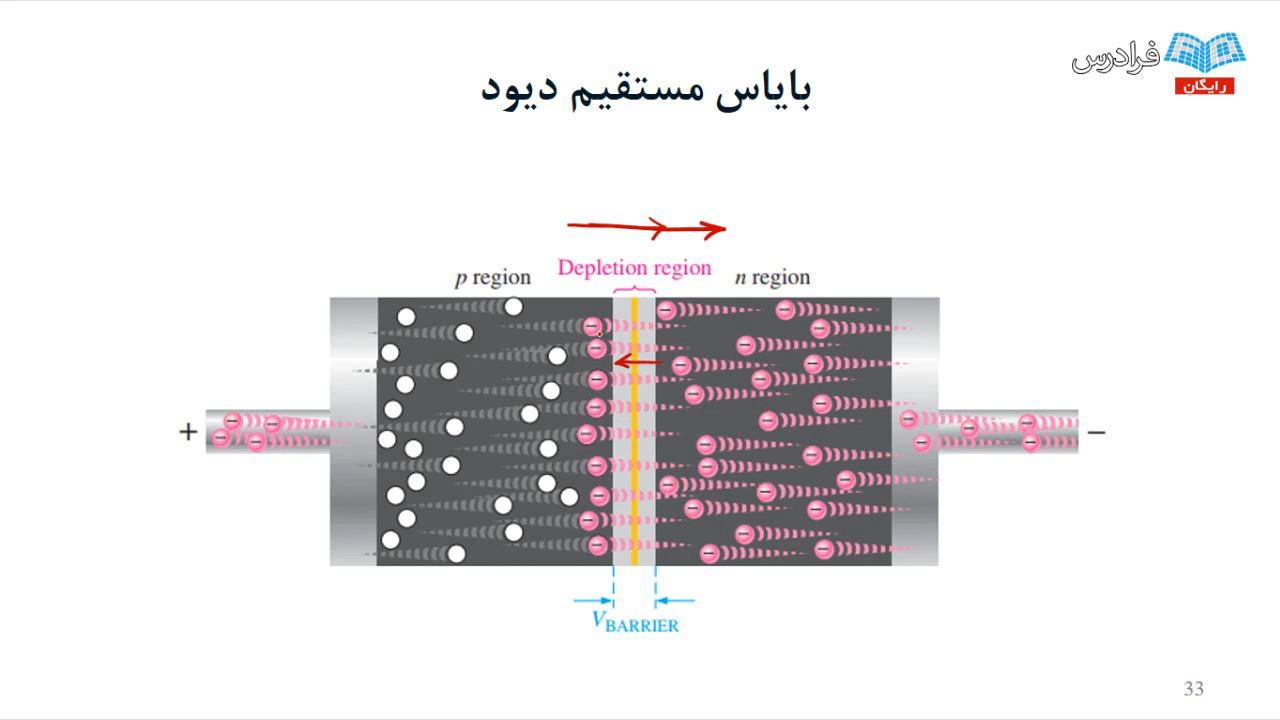 فرادرس
رایگان
بایاس مستقیم دیود
p region
Depletion region
n region
+
−
VBARRIER
33